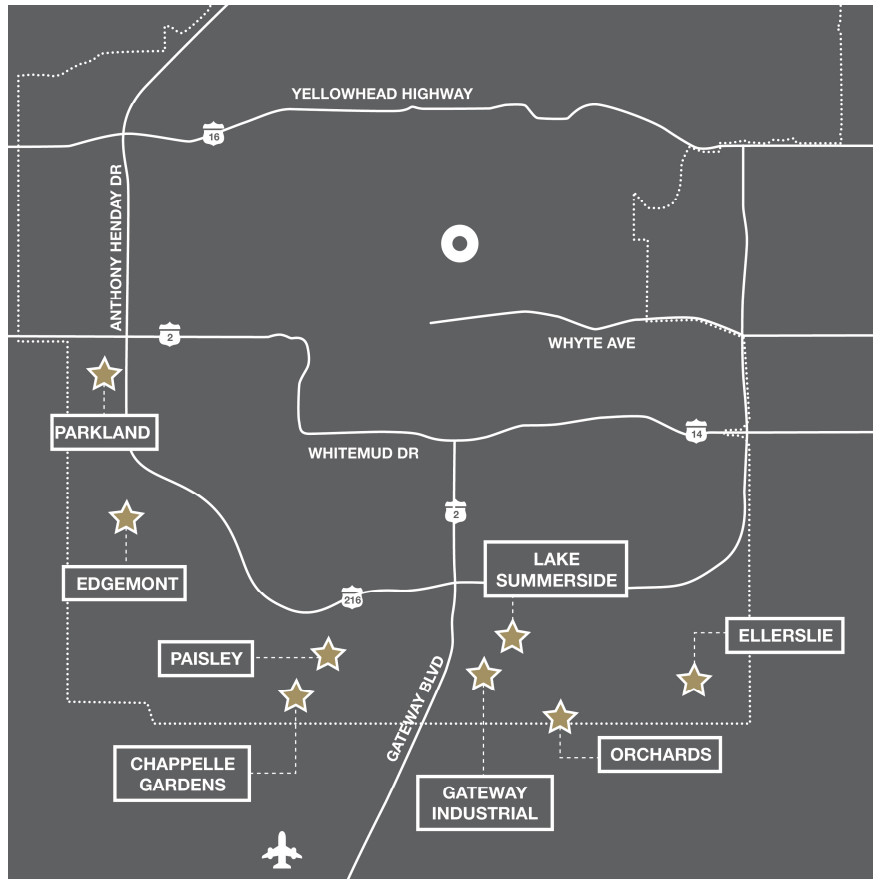 YELLOWHEAD HIGHWAY
16
ANTHONY HENDAY DR
2
WHYTE AVE
PARKLAND
14
WHITEMUD DR
2
EDGEMONT
LAKE
SUMMERSIDE
216
ELLERSLIE
PAISLEY
GATEWAY BLVD
CHAPPELLE
GARDENS
ORCHARDS
GATEWAY
INDUSTRIAL